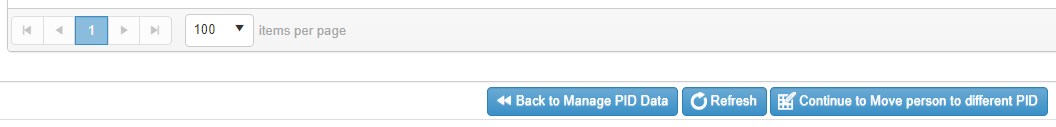 1 100 items per page
Back to Manage PID Data Refresh Continue to Move person to different PID